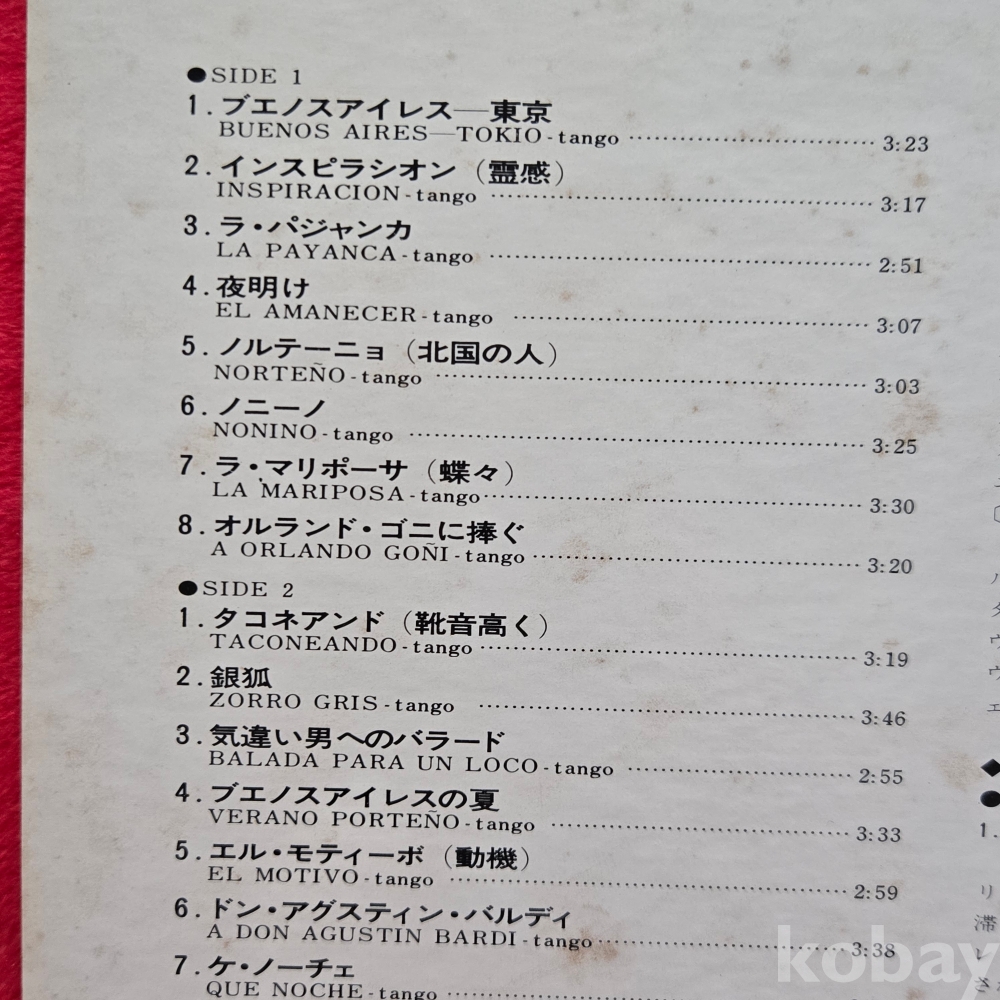 ●SIDE 1
1.ブエノスアイレス—東京
BUENOS AIRES—TOKIO-tango ………………………… 3:23
2.インスピラシオン（霊感）
INSPIRACION-tango ………………………… 3:17
3.ラ・パジャンカ
LA PAYANCA-tango ………………………… 2:51
4.夜明け
EL AMANECER-tango ………………………… 3:07
5.ノルテーニョ（北国の人）
NORTEÑO-tango ………………………… 3:03
6.ノニーノ
NONINO-tango ………………………… 3:25
7.ラ・マリポーサ（蝶々）
LA MARIPOSA-tango………………………… 3:30
8.オルランド・ゴニに捧ぐ
A ORLANDO GOÑI-tango ………………………… 3:20
●SIDE 2
1.タコネアンド（靴音高く）
TACONEANDO-tango ………………………… 3:19
2.銀狐
ZORRO GRIS-tango ………………………… 3:46
3.気違い男へのバラード
BALADA PARA UN LOCO-tango ………………………… 2:55
4.ブエノスアイレスの夏
VERANO PORTEÑO-tango ………………………… 3:33
5.エル・モティーボ（動機）
EL MOTIVO-tango ………………………… 2:59
6.ドン・アグスティン・バルディ
A DON AGUSTIN BARDI-tango………………………… 3:38
7.ケ・ノーチェ
QUE NOCHE-tango …………………………
◆
●
1.
リ
滞
い
さ
kobay